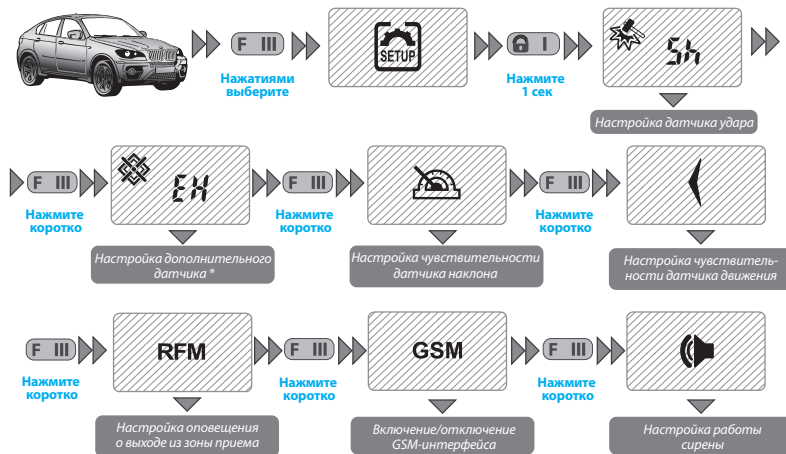 F III
SETUP
I
Sh
Нажатиями
выберите
Нажмите
1 сек
Настройка датчика удара
F III
EH
F III
F III
Нажмите
коротко
Нажмите
коротко
Нажмите
коротко
Настройка дополнительного
датчика *
Настройка чувствительности
датчика наклона
Настройка чувствитель-
ности датчика движения
F III
RFM
F III
GSM
F III
Нажмите
коротко
Нажмите
коротко
Нажмите
коротко
Настройка оповещения
о выходе из зоны приема
Включение/отключение
GSM-интерфейса
Настройка работы
сирены